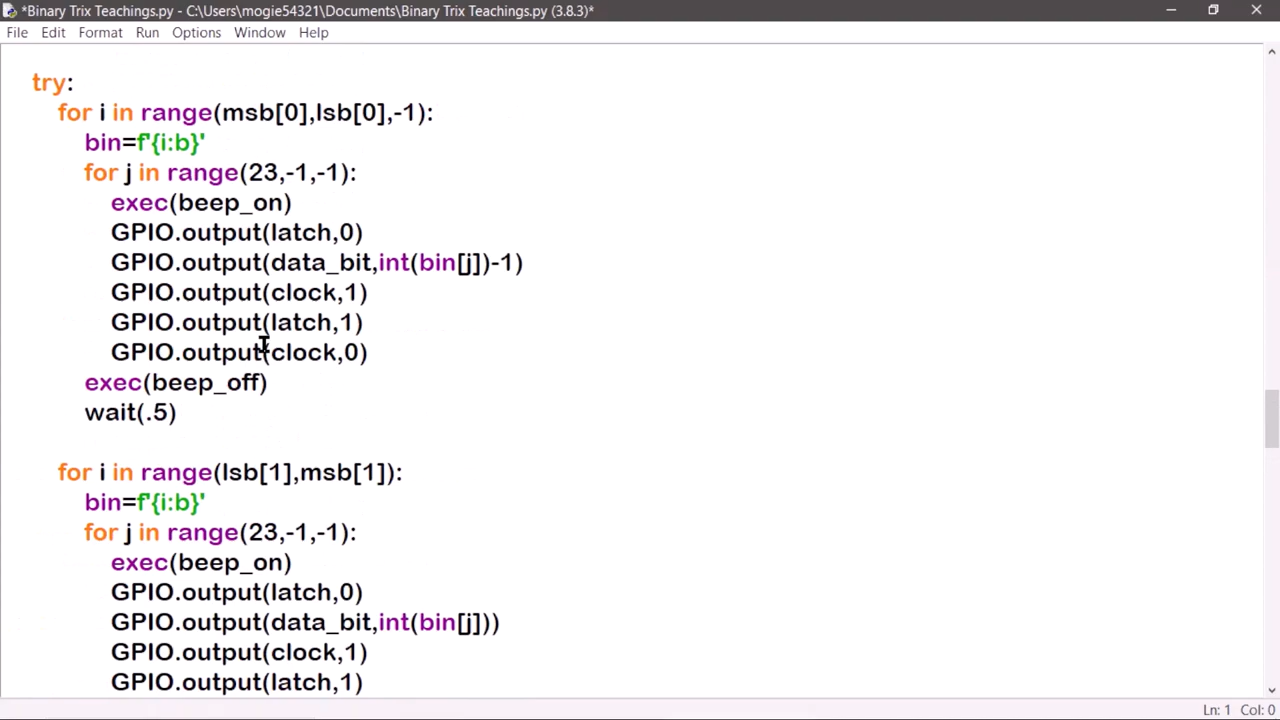 *Binary Trix Teachings.py - C:\Users\mogie54321\Documents\Binary Trix Teachings.py (3.8.3)*
File Edit Format Run Options Window Help
try:
for i in range(msb[0],lsb[0],-1):
bin=f'{i:b}'
for j in range(23,-1,-1):
exec(beep_on)
GPIO.output(latch,0)
GPIO.output(data_bit,int(bin[j])-1)
GPIO.output(clock,1)
GPIO.output(latch,1)
GPIO.output(clock,0)
exec(beep_off)
wait(.5)
for i in range(lsb[1],msb[1]):
bin=f'{i:b}'
for j in range(23,-1,-1):
exec(beep_on)
GPIO.output(latch,0)
GPIO.output(data_bit,int(bin[j]))
GPIO.output(clock,1)
GPIO.output(latch,1)
Ln: 1 Col: 0